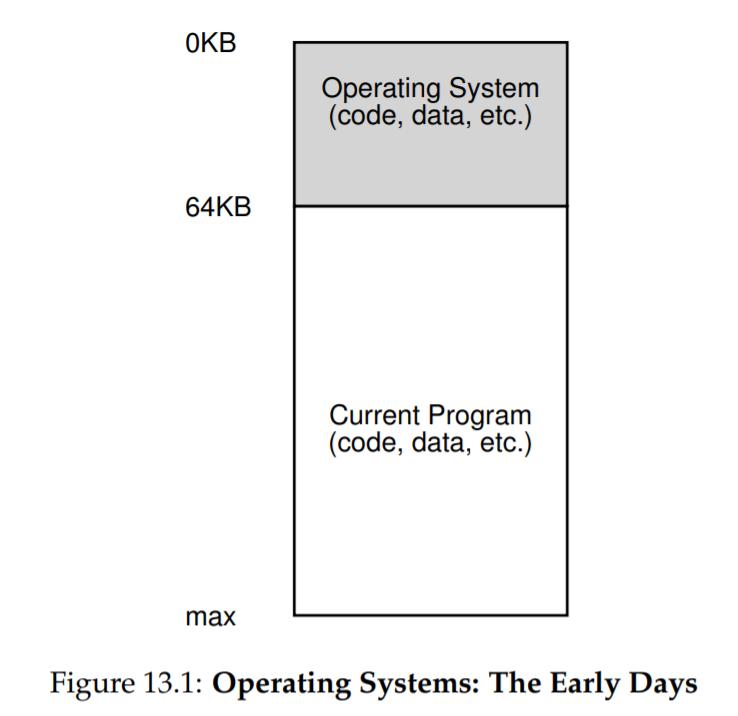 0KB
Operating System
(code, data, etc.)
64KB
Current Program
(code, data, etc.)
max
Figure 13.1: Operating Systems: The Early Days